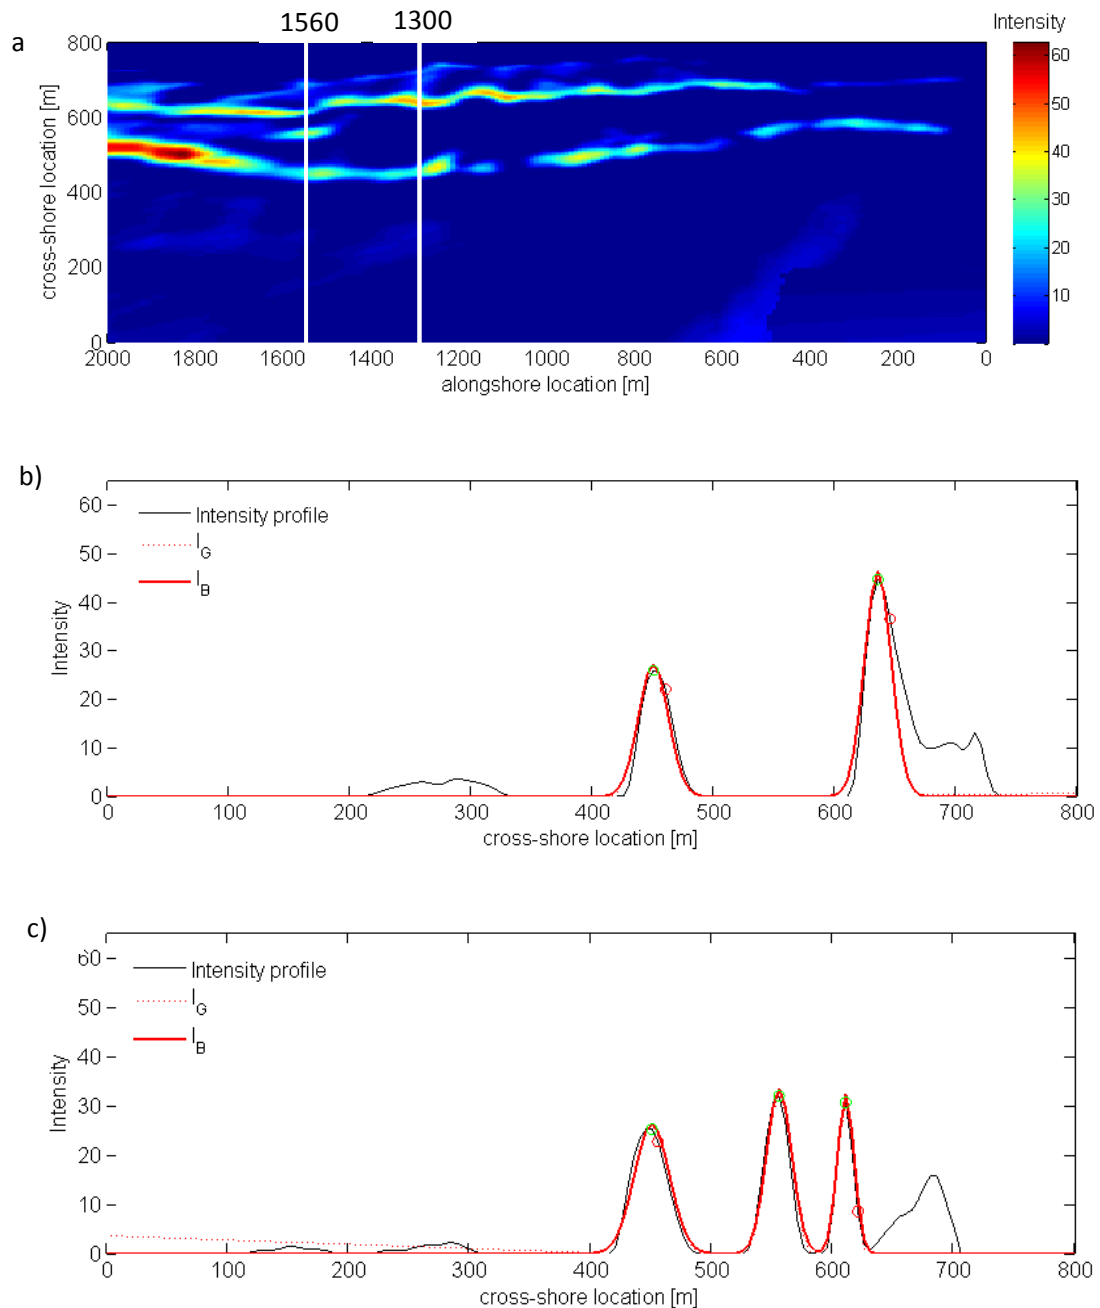 1560 1300 Intensity
a
800
600
400
200
0
60
50
40
30
20
10
cross-shore location [m]
2000 1800 1600 1400 1200 1000 800 600 400 200 0
alongshore location [m]
b)
60
50
40
30
20
10
0
Intensity
Intensity profile
I_G
I_B
0 100 200 300 400 500 600 700 800
cross-shore location [m]
c)
60
50
40
30
20
10
0
Intensity
Intensity profile
I_G
I_B
0 100 200 300 400 500 600 700 800
cross-shore location [m]